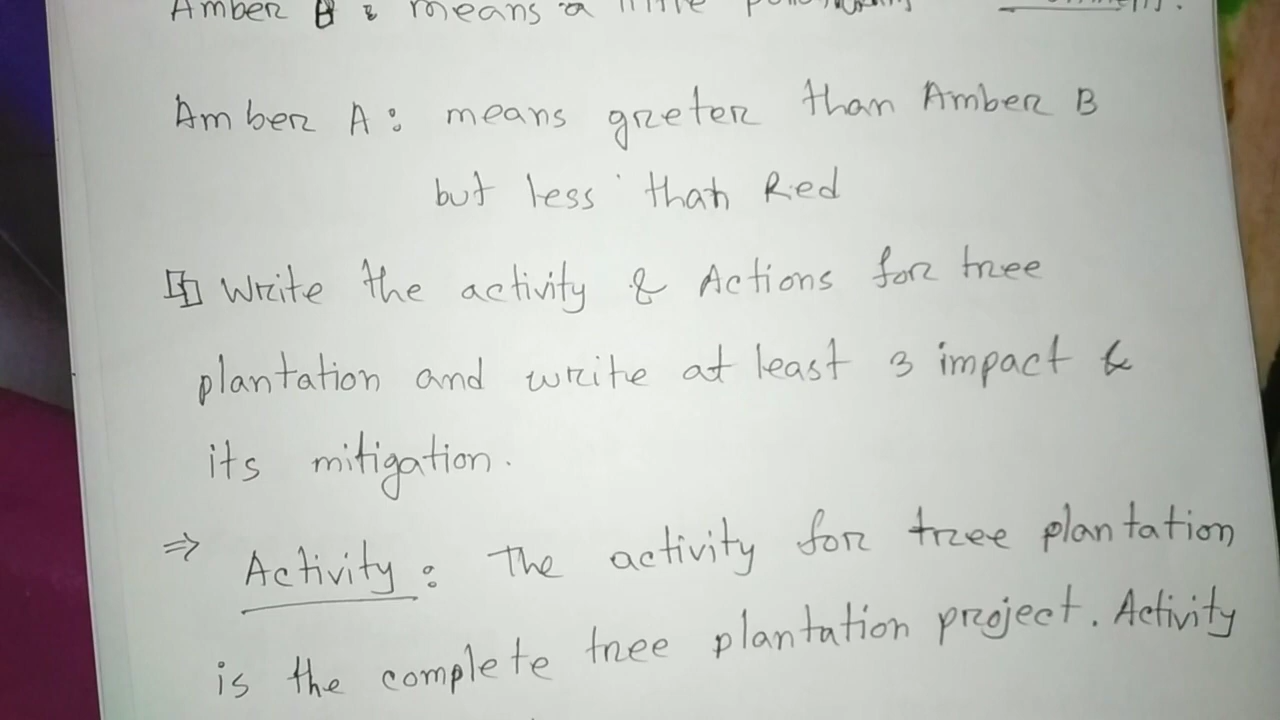 Amber B : means a little
Amber A : means greter than Amber B
but less than Red
Write the activity & Actions for tree
plantation and write at least 3 impact &
its mitigation.
⇒ Activity : The activity for tree plantation
is the complete tree plantation project. Activity